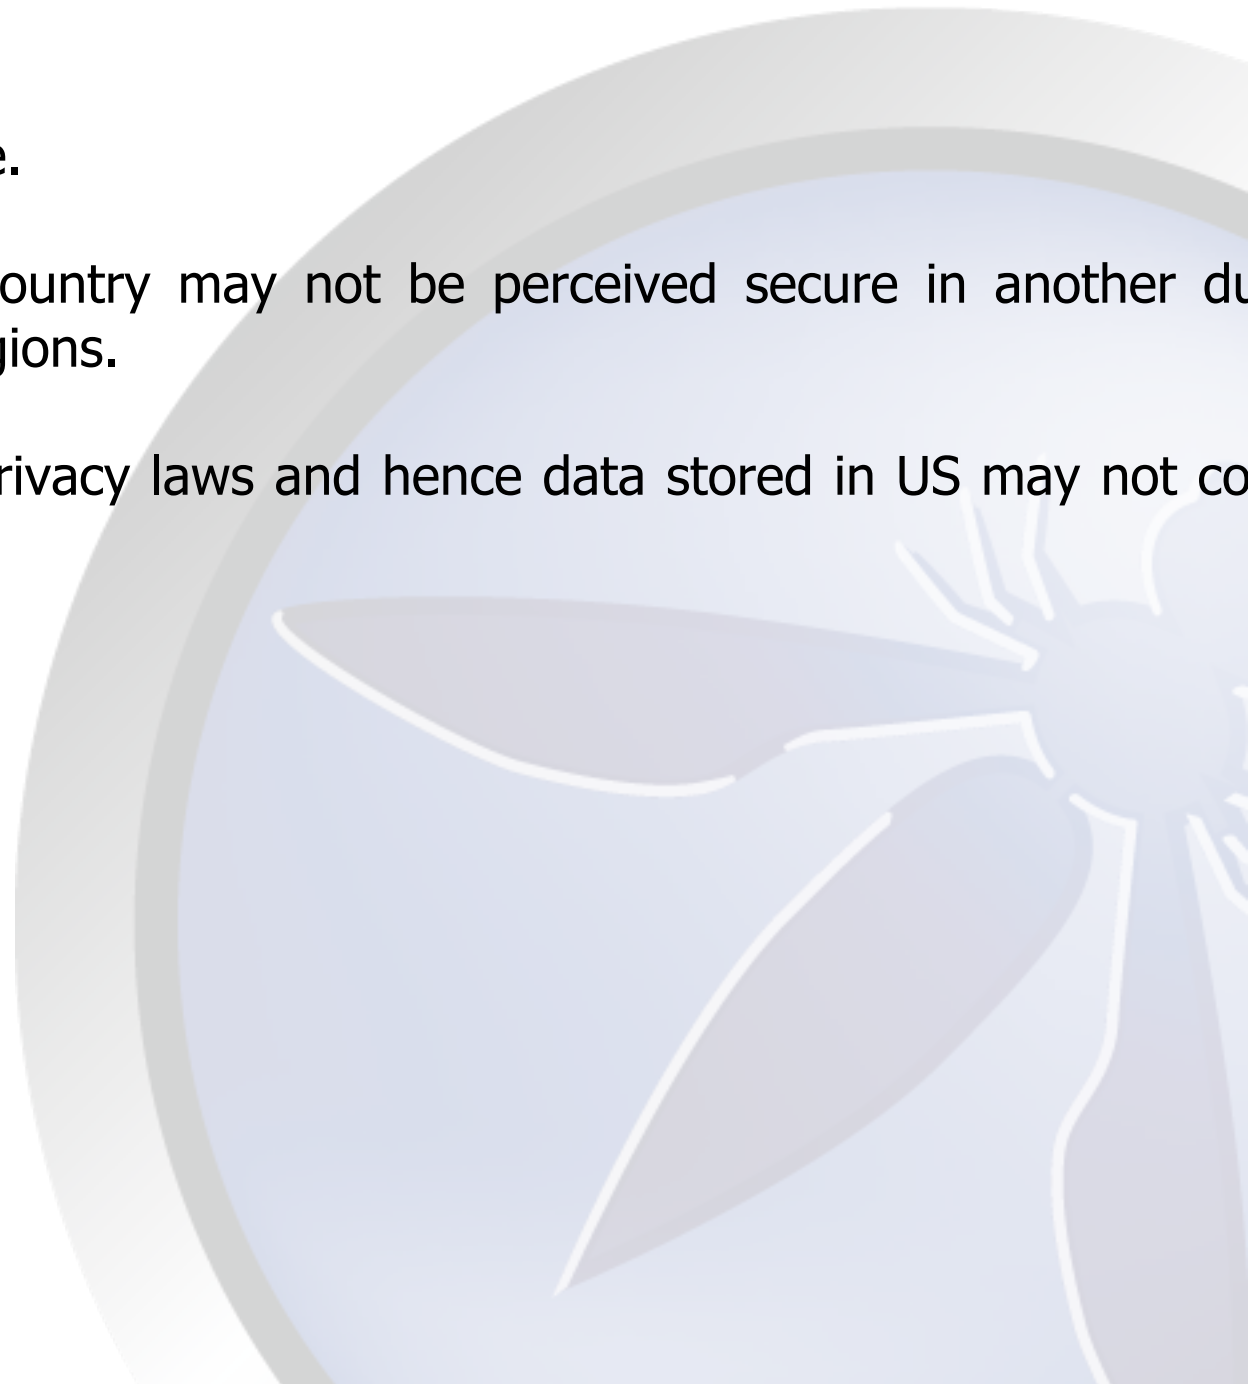 e.
ountry may not be perceived secure in another du
gions.
rivacy laws and hence data stored in US may not co